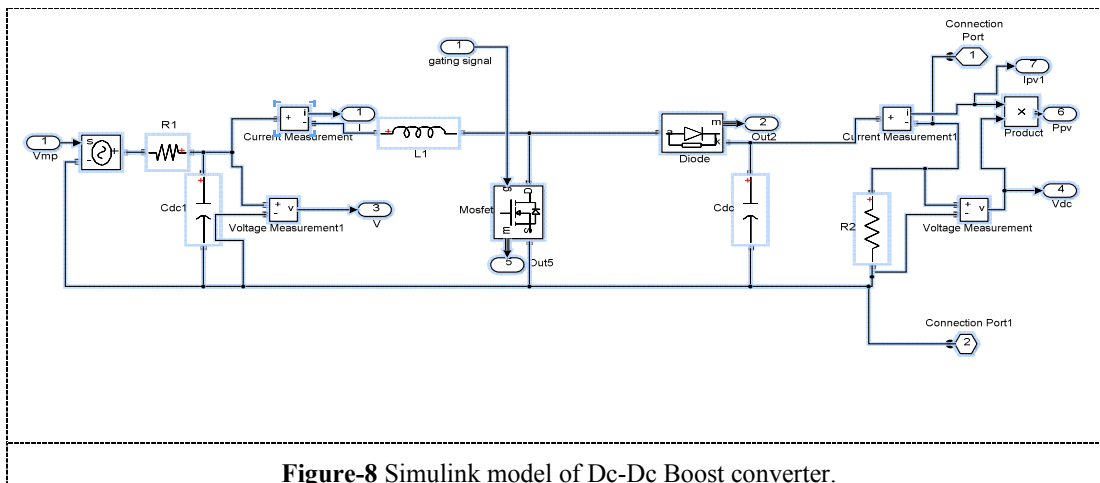 Connection
Port
1
1
gating signal
7
Ipv1
R1
1
I
i
+
-
Current Measurement
L1
m
a
k
Diode
2
Out2
i
+
-
Current Measurement1
×
Product
6
Ppv
1
Vmp
s
-
+
Cdc1
+
-
v
Voltage Measurement1
3
V
g
D
Mosfet
m
S
5
Out5
Cdc
R2
+
-
v
Voltage Measurement
4
Vdc
Connection Port1
2
Figure-8 Simulink model of Dc-Dc Boost converter.